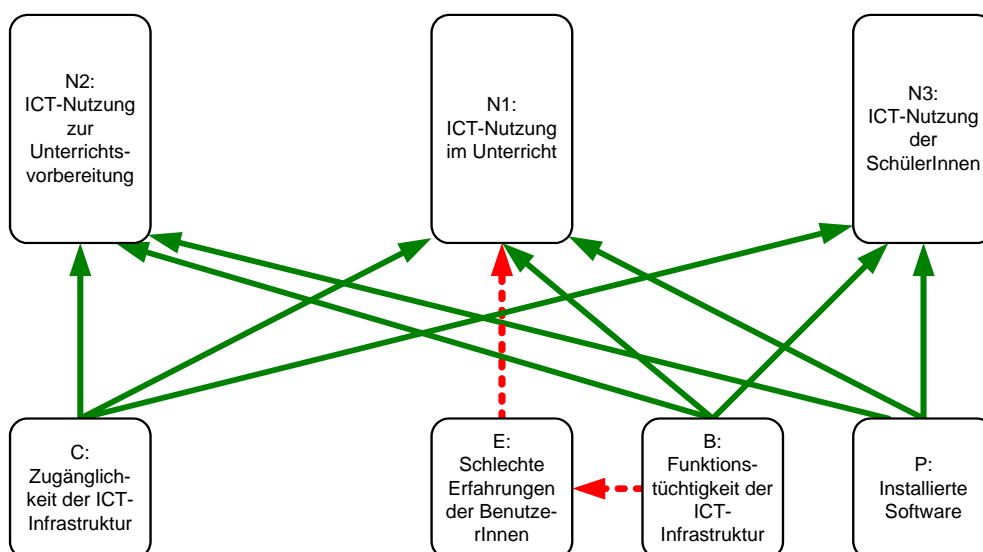 N2:
ICT-Nutzung
zur
Unterrichts-
vorbereitung
N1:
ICT-Nutzung
im Unterricht
N3:
ICT-Nutzung
der
SchülerInnen
C:
Zugänglich-
keit der ICT-
Infrastruktur
E:
Schlechte
Erfahrungen
der Benutze-
rInnen
B:
Funktions-
tüchtigkeit der
ICT-
Infrastruktur
P:
Installierte
Software